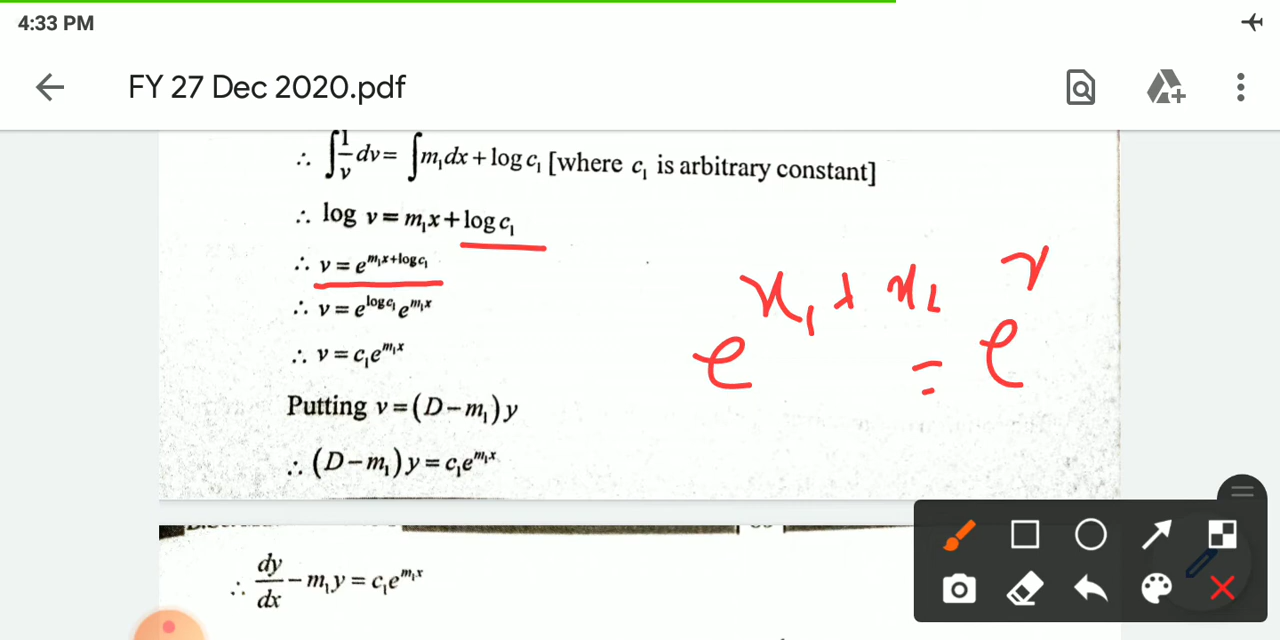 4:33 PM
FY 27 Dec 2020.pdf
∴ ∫1/v dv = ∫m₁dx + log c₁ [where c₁ is arbitrary constant]
∴ log v = m₁x + log c₁
∴ v = e^{m₁x+log c₁}
∴ v = e^{log c₁} e^{m₁x}
∴ v = c₁e^{m₁x}
Putting v = (D – m₁) y
∴ (D – m₁) y = c₁e^{m₁x}
∴ dy/dx – m₁y = c₁e^{m₁x}
e^{x₁ + x₂} = e^x